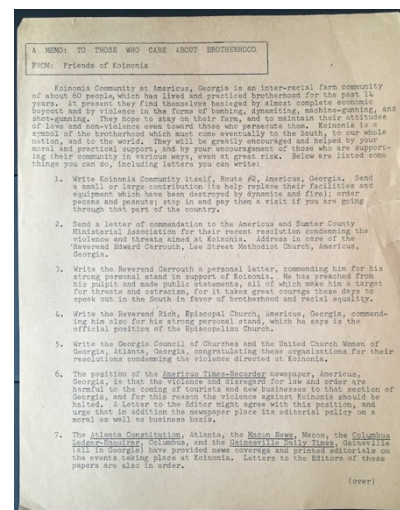 A MEMO: TO THOSE WHO CARE ABOUT BROTHERHOOD
FROM: Friends of Koinonia
Koinonia Community at Americus, Georgia is an inter-racial farm community
of about 60 people, which has lived and practiced brotherhood for the past 14
years. At present they find themselves besieged by almost complete economic
boycott and by violence in the forms of bombing, dynamiting, machine-gunning, and
shot-gunning. They hope to stay on their farm, and to maintain their attitudes
of love and non-violence even toward those who persecute them. Koinonia is a
symbol of the brotherhood which must come eventually to the South, to our whole
nation, and to the world. They will be greatly encouraged and helped by your
moral and practical support, and by your encouragement of those who are support-
ing their community in various ways, even at great risk. Below are listed some
things you can do, including letters you can write:
1. Write Koinonia Community itself, Route #2, Americus, Georgia. Send
a small or large contribution (to help replace their facilities and
equipment which have been destroyed by dynamite and fire); order
pecans and peanuts; stop in and pay them a visit if you are going
through that part of the country.
2. Send a letter of commendation to the Americus and Sumter County
Ministerial Association for their recent resolution condemning the
violence and threats aimed at Koinonia. Address in care of the
Reverend Edward Carrouth, Lee Street Methodist Church, Americus,
Georgia.
3. Write the Reverend Carrouth a personal letter, commending him for his
strong personal stand in support of Koinonia. He has preached from
his pulpit and made public statements, all of which make him a target
for threats and ostracism, for it takes great courage these days to
speak out in the South in favor of brotherhood and racial equality.
4. Write the Reverend Rich, Episcopal Church, Americus, Georgia, commend-
ing him also for his strong personal stand, which he says is the
official position of the Episcopalian Church.
5. Write the Georgia Council of Churches and the United Church Women of
Georgia, Atlanta, Georgia, congratulating these organizations for their
resolutions condemning the violence directed at Koinonia.
6. The position of the Americus Times-Recorder newspaper, Americus,
Georgia, is that the violence and disregard for law and order are
harmful to the coming of tourists and new businesses to that section of
Georgia, and for this reason the violence against Koinonia should be
halted. A Letter to the Editor might agree with this position, and
urge that in addition the newspaper place its editorial policy on a
moral as well as business basis.
7. The Atlanta Constitution, Atlanta, the Macon News, Macon, the Columbus
Ledger-Enquirer, Columbus, and the Gainesville Daily Times, Gainesville
(all in Georgia) have provided news coverage and printed editorials on
the events taking place at Koinonia. Letters to the Editors of these
papers are also in order.
(over)